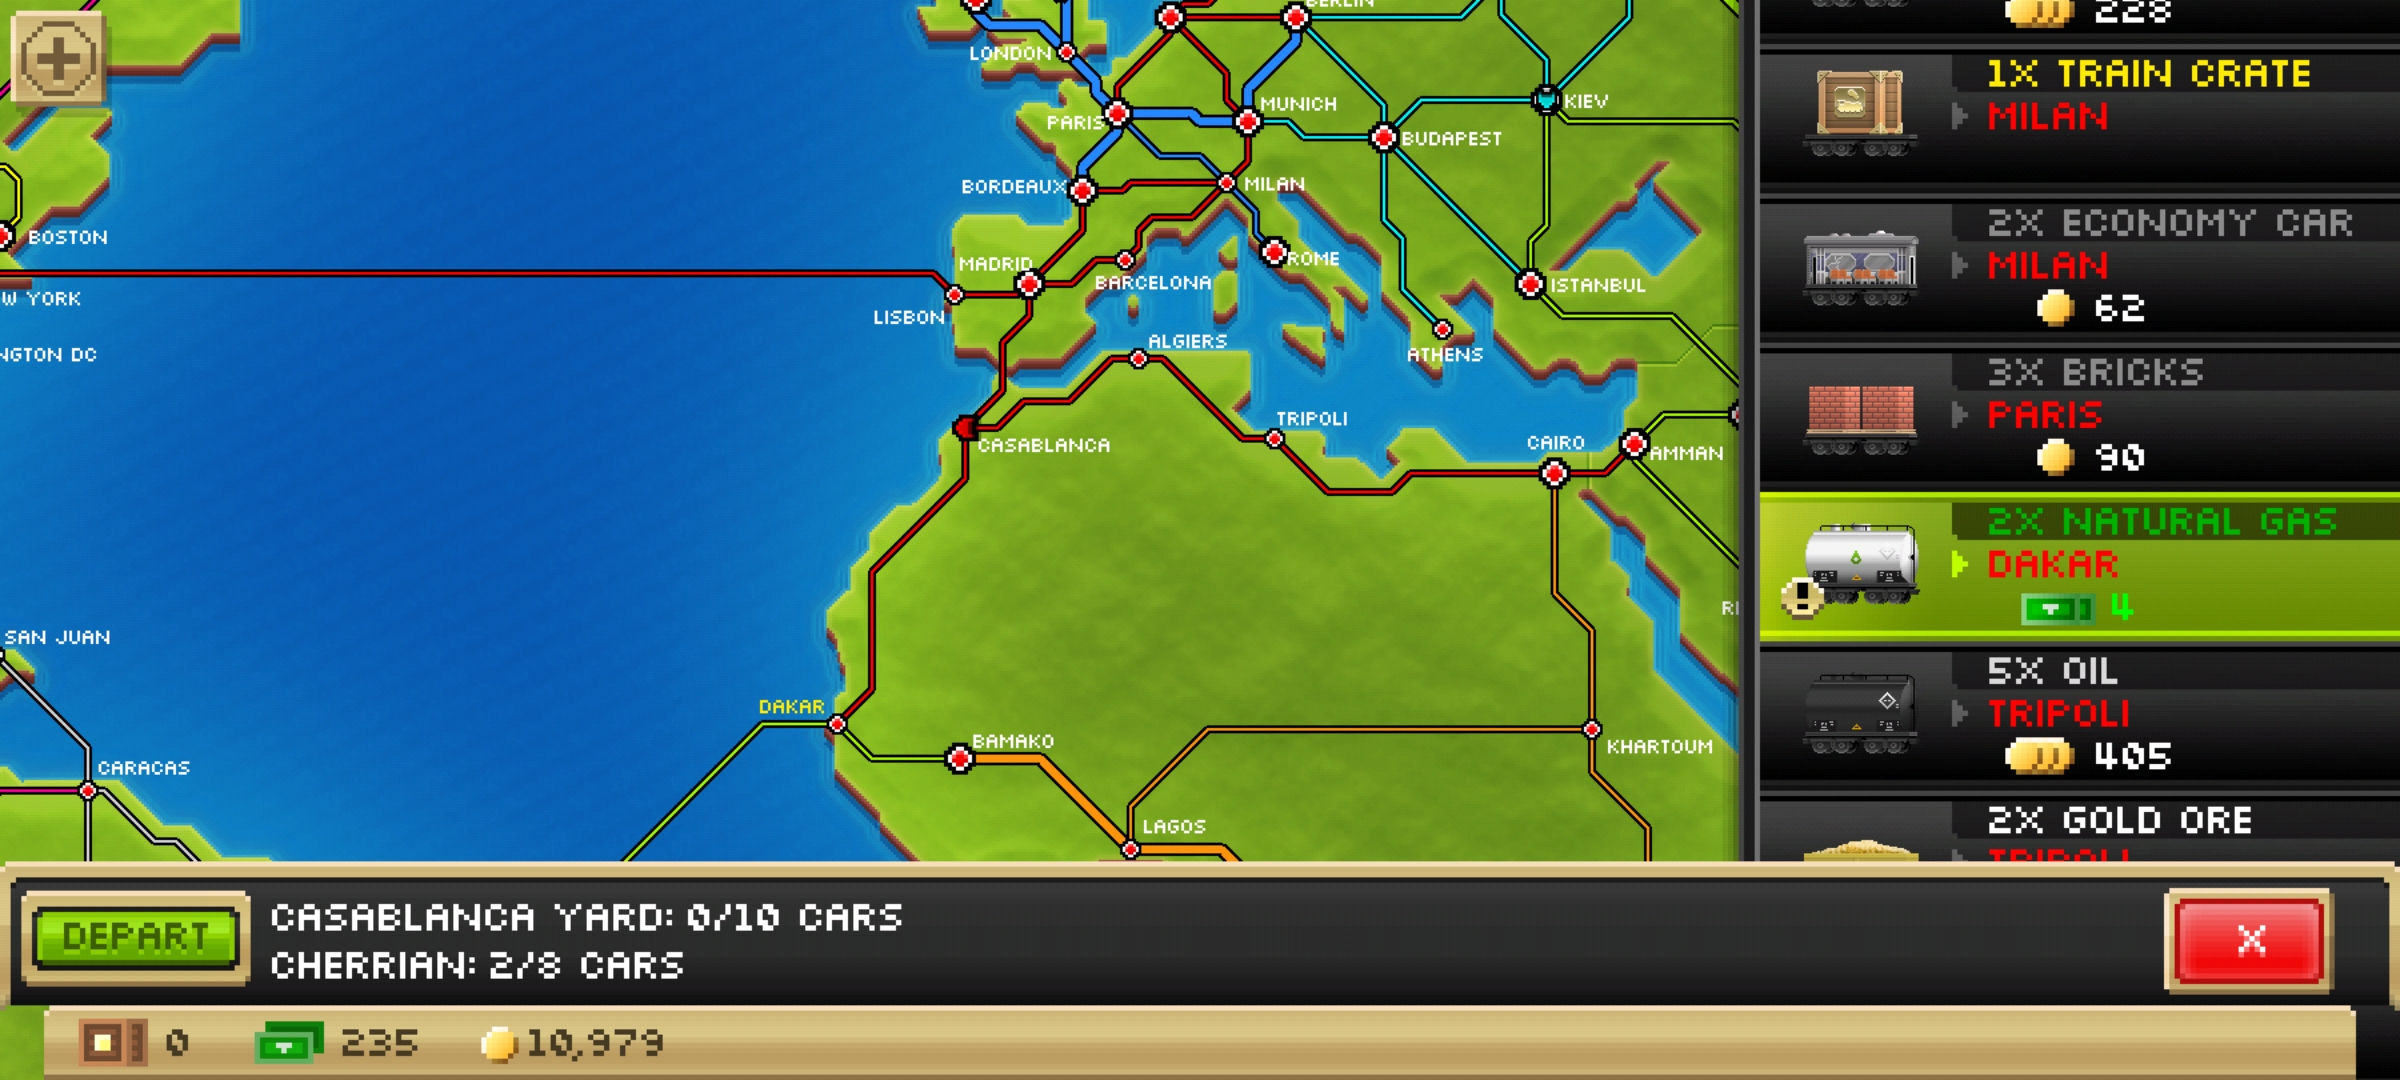 BERLIN
LONDON
PARIS
MUNICH
KIEV
BUDAPEST
BORDEAUX
MILAN
BOSTON
MADRID
ROME
BARCELONA
ISTANBUL
W YORK
LISBON
ALGIERS
ATHENS
NGTON DC
TRIPOLI
CASABLANCA
CAIRO
AMMAN
RI
SAN JUAN
DAKAR
BAMAKO
KHARTOUM
CARACAS
LAGOS
228
1X TRAIN CRATE
MILAN
2X ECONOMY CAR
MILAN
62
3X BRICKS
PARIS
90
2X NATURAL GAS
DAKAR
4
5X OIL
TRIPOLI
405
2X GOLD ORE
TRIPOLI
DEPART
CASABLANCA YARD: 0/10 CARS
CHERRIAN: 2/8 CARS
X
0
235
10,979